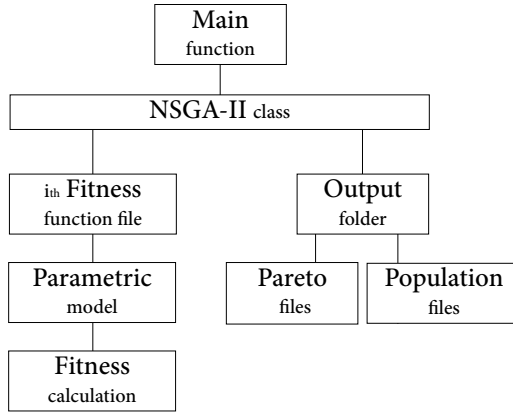 Main
function
NSGA-II class
ith Fitness
function file
Output
folder
Parametric
model
Pareto
files
Population
files
Fitness
calculation